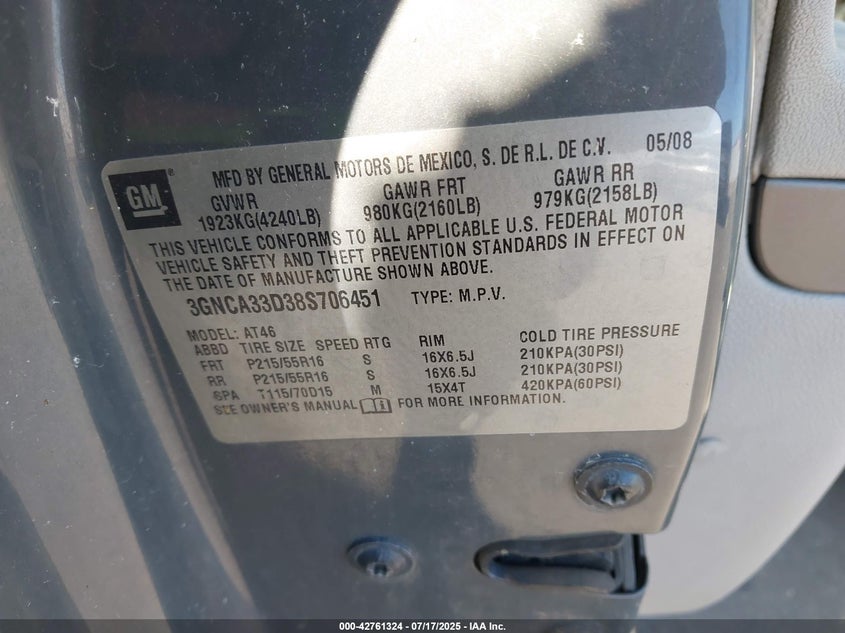 GM
MFD BY GENERAL MOTORS DE MEXICO, S. DE R.L. DE C.V. 05/08
GVWR GAWR FRT GAWR RR
1923KG(4240LB) 980KG(2160LB) 979KG(2158LB)
THIS VEHICLE CONFORMS TO ALL APPLICABLE U.S. FEDERAL MOTOR
VEHICLE SAFETY AND THEFT PREVENTION STANDARDS IN EFFECT ON
THE DATE OF MANUFACTURE SHOWN ABOVE.
3GNCA33D38S706451 TYPE: M.P.V.
MODEL: AT46
ABBD TIRE SIZE SPEED RTG RIM COLD TIRE PRESSURE
FRT P215/55R16 S 16X6.5J 210KPA(30PSI)
RR P215/55R16 S 16X6.5J 210KPA(30PSI)
SPA T115/70D15 M 15X4T 420KPA(60PSI)
SEE OWNER'S MANUAL FOR MORE INFORMATION.
000-42761324 | 07/17/2025 - IAA Inc.